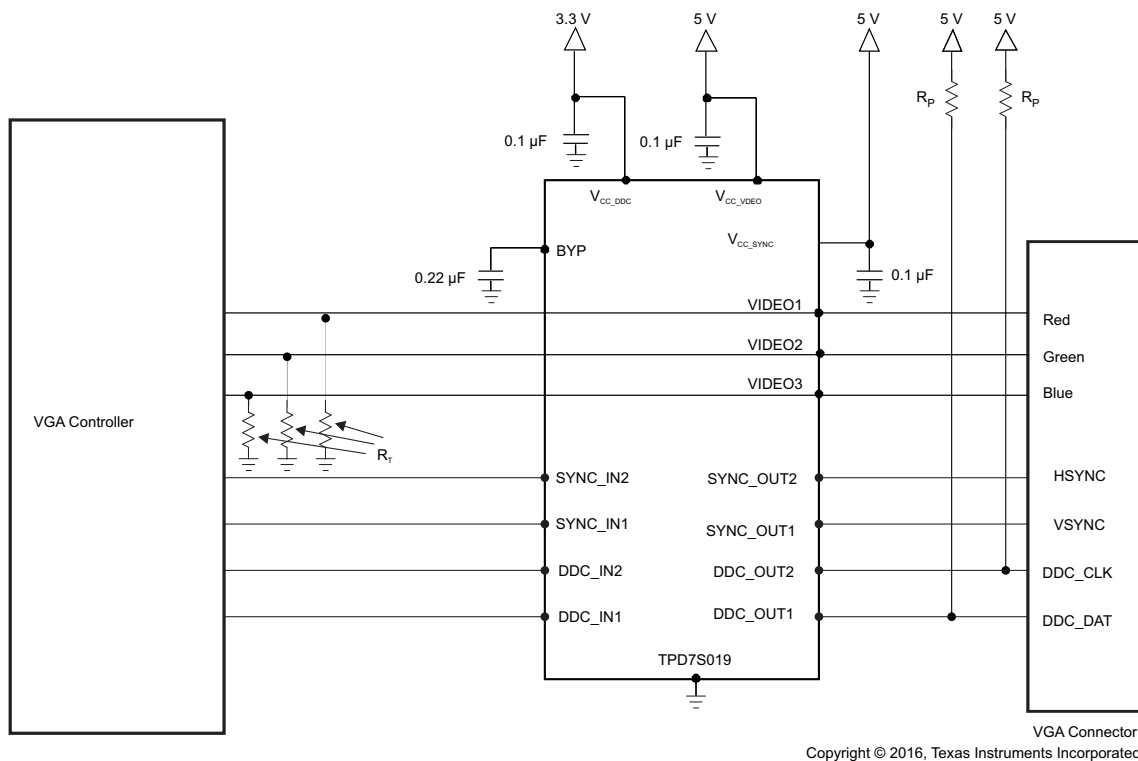 3.3 V
5 V
5 V
5 V
5 V
R_P
R_P
0.1 µF
0.1 µF
V_CC_DDC
V_CC_VDEO
V_CC_SYNC
BYP
0.22 µF
0.1 µF
VIDEO1
Red
VIDEO2
Green
VIDEO3
Blue
VGA Controller
R_T
SYNC_IN2
SYNC_OUT2
HSYNC
SYNC_IN1
SYNC_OUT1
VSYNC
DDC_IN2
DDC_OUT2
DDC_CLK
DDC_IN1
DDC_OUT1
DDC_DAT
TPD7S019
VGA Connector
Copyright © 2016, Texas Instruments Incorporated